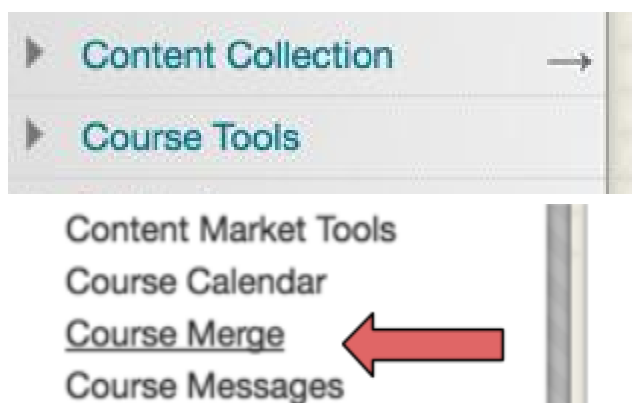 Content Collection
Course Tools
Content Market Tools
Course Calendar
Course Merge
Course Messages